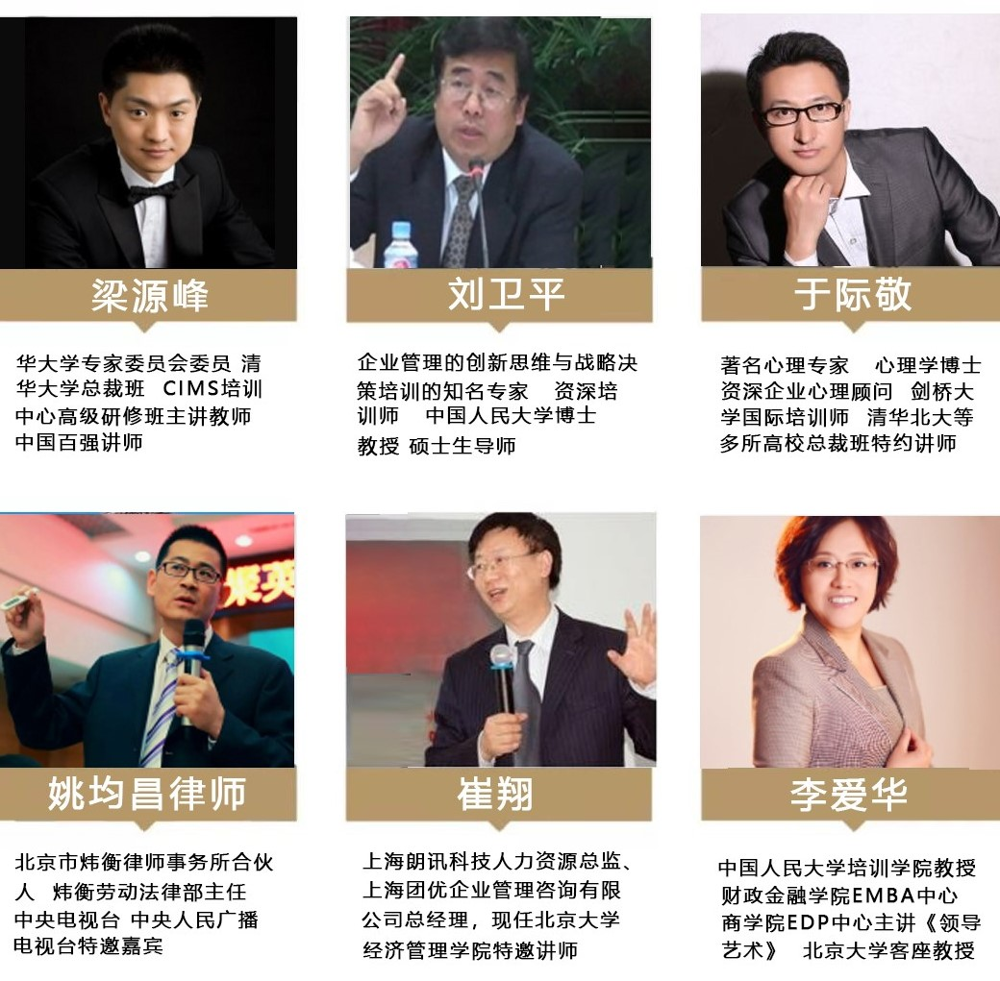 梁源峰
华大学专家委员会委员 清
华大学总裁班 CIMS培训
中心高级研修班主讲教师
中国百强讲师
刘卫平
企业管理的创新思维与战略决
策培训的知名专家 资深培
训师 中国人民大学博士
教授 硕士生导师
于际敬
著名心理专家 心理学博士
资深企业心理顾问 剑桥大
学国际培训师 清华北大等
多所高校总裁班特约讲师
聚英
姚均昌律师
北京市炜衡律师事务所合伙
人 炜衡劳动法律部主任
中央电视台 中央人民广播
电视台特邀嘉宾
崔翔
上海朗讯科技人力资源总监、
上海团优企业管理咨询有限
公司总经理，现任北京大学
经济管理学院特邀讲师
李爱华
中国人民大学培训学院教授
财政金融学院EMBA中心
商学院EDP中心主讲《领导
艺术》 北京大学客座教授